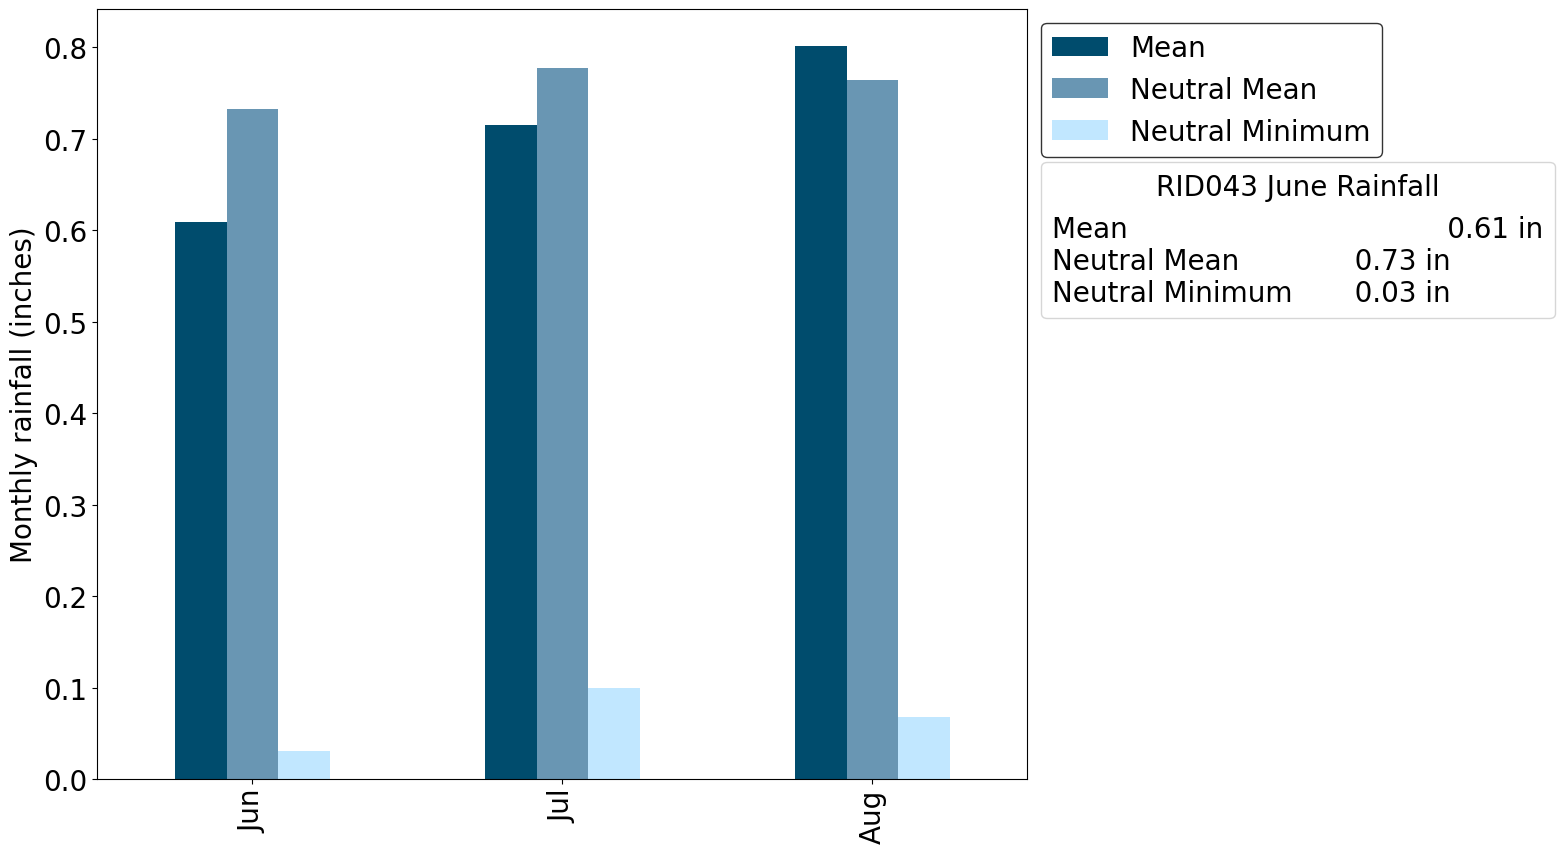 Monthly rainfall (inches)
0.8
0.7
0.6
0.5
0.4
0.3
0.2
0.1
0.0
Jun
Jul
Aug
Mean
Neutral Mean
Neutral Minimum
RID043 June Rainfall
Mean 0.61 in
Neutral Mean 0.73 in
Neutral Minimum 0.03 in